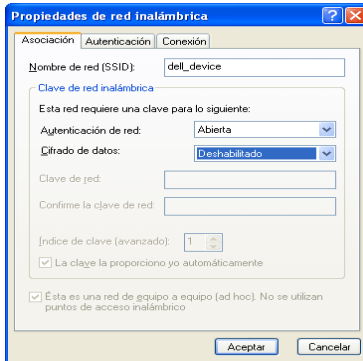 Propiedades de red inalámbrica
Asociación Autenticación Conexión
Nombre de red (SSID): dell_device
Clave de red inalámbrica
Esta red requiere una clave para lo siguiente:
Autenticación de red: Abierta
Cifrado de datos: Deshabilitado
Clave de red:
Confirme la clave de red:
Índice de clave (avanzado): 1
La clave la proporciono yo automáticamente
Ésta es una red de equipo a equipo (ad hoc). No se utilizan
puntos de acceso inalámbrico
Aceptar Cancelar